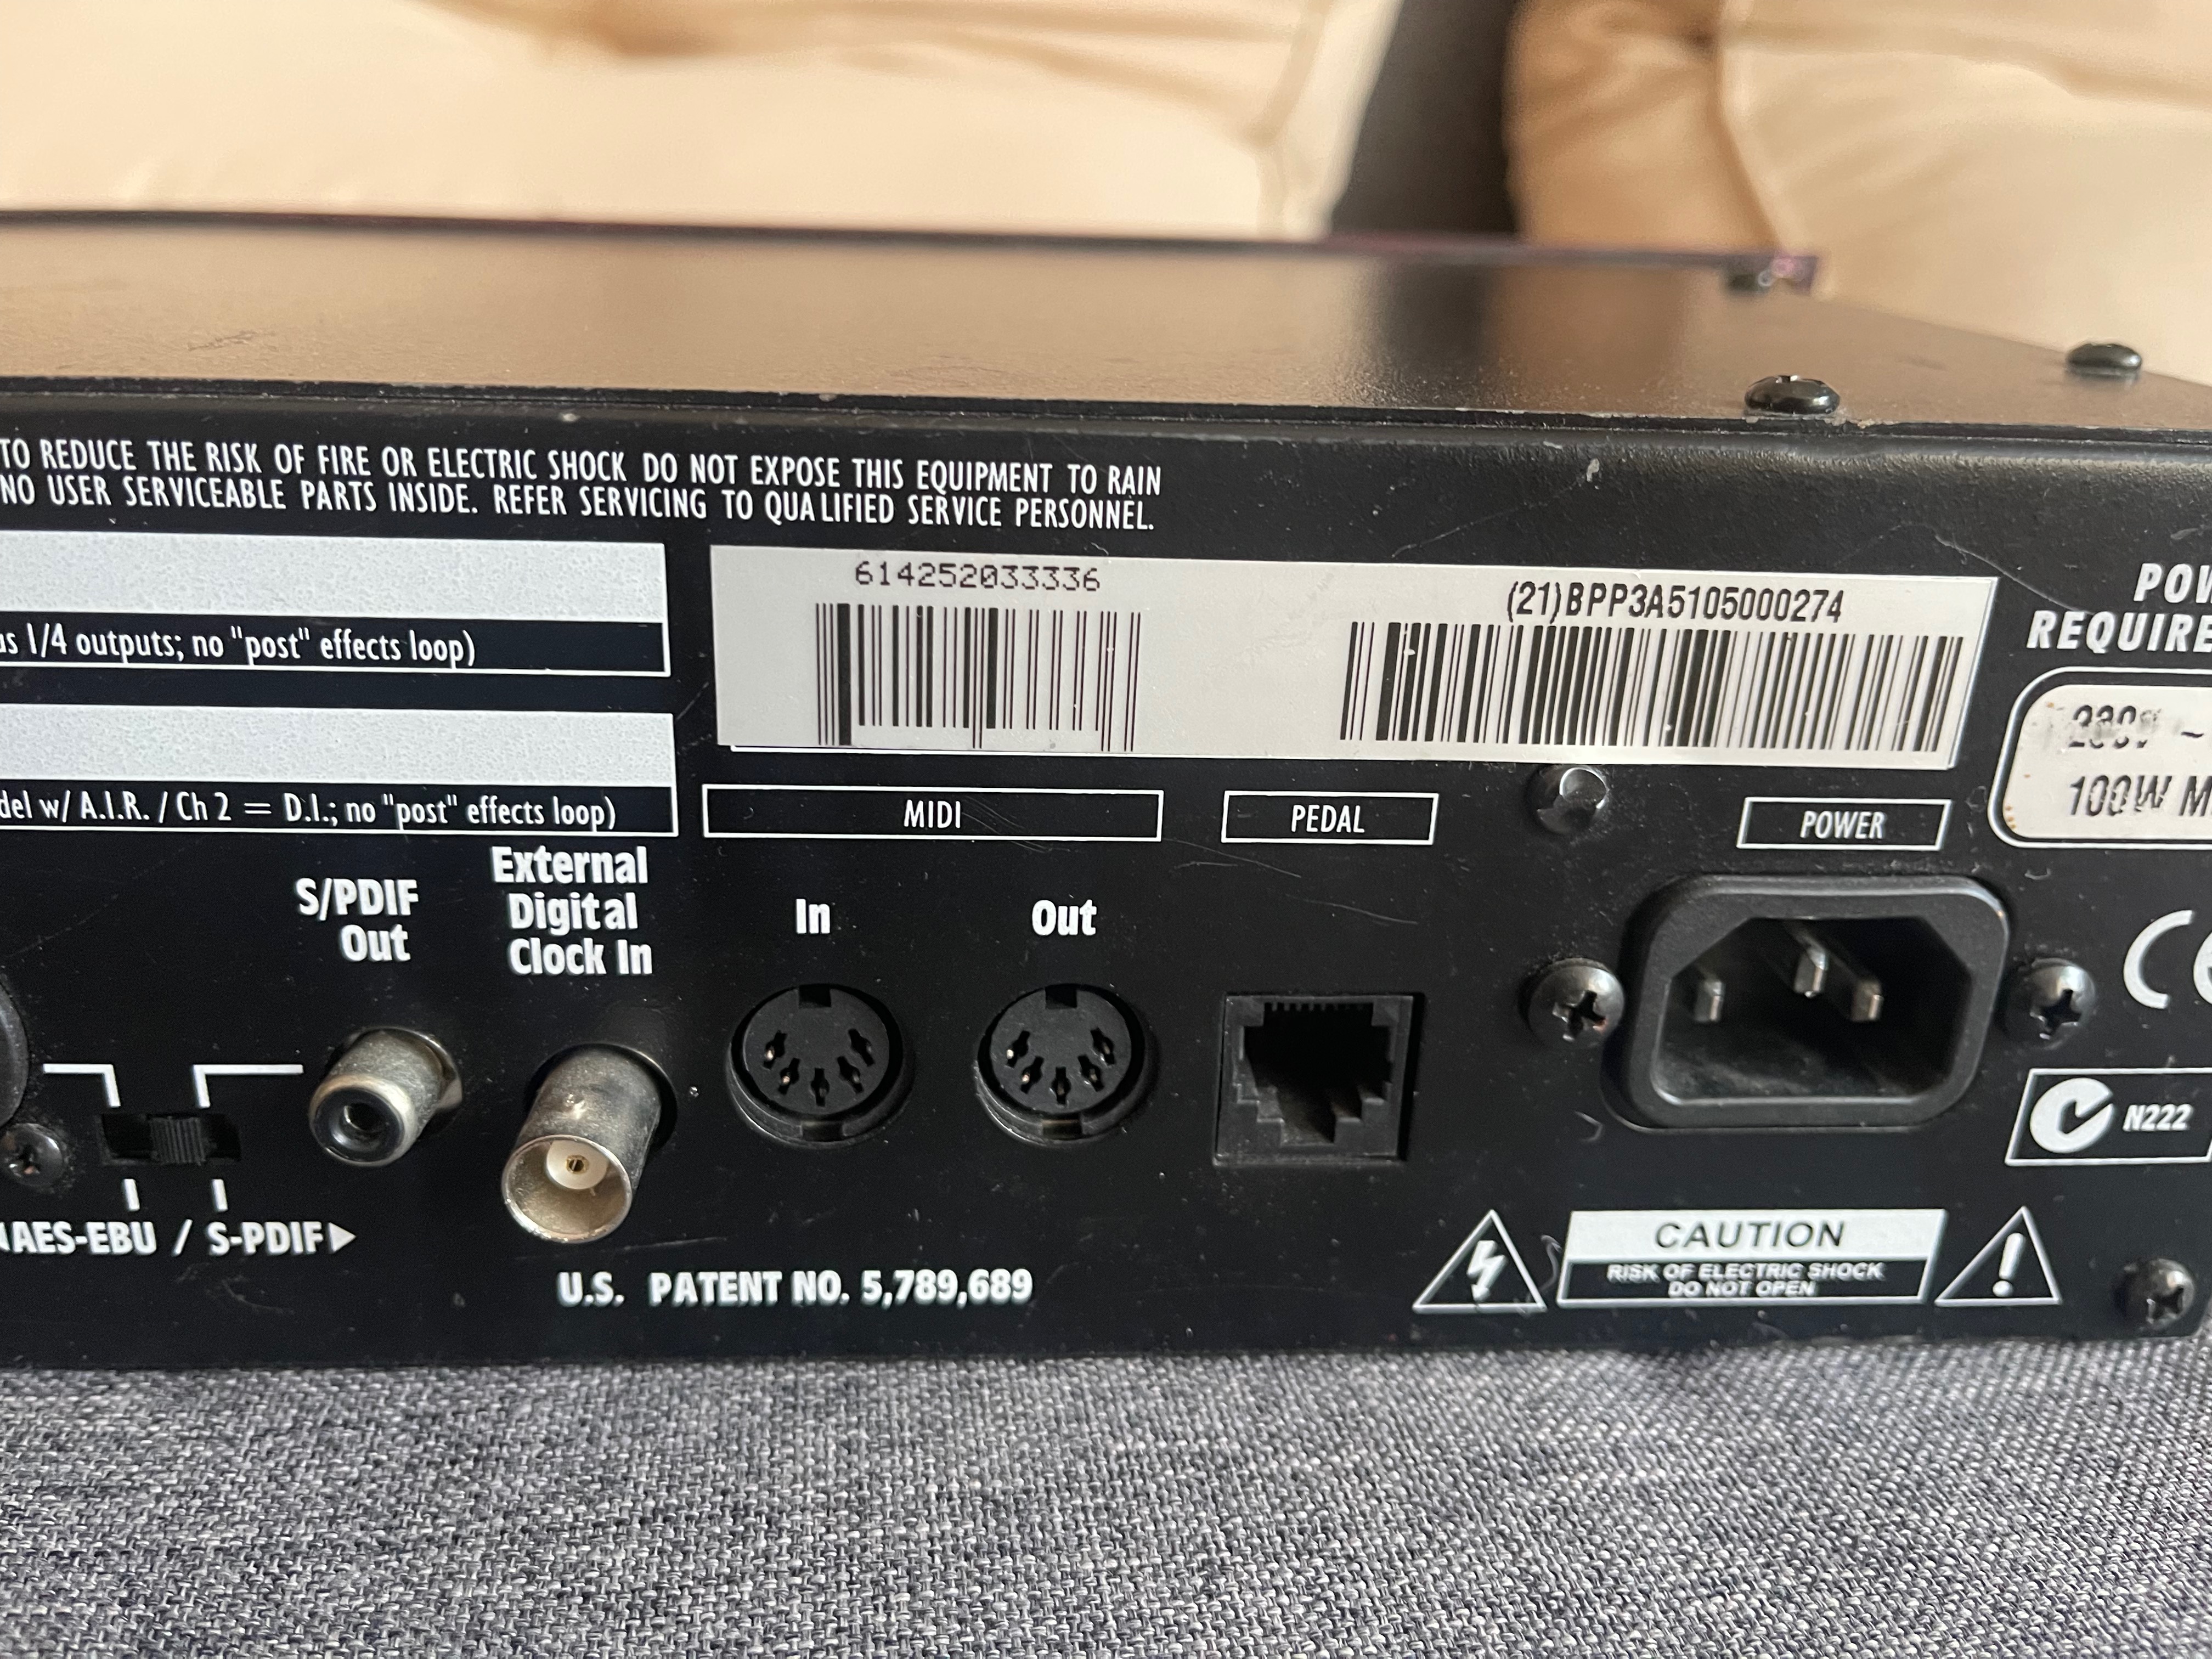 TO REDUCE THE RISK OF FIRE OR ELECTRIC SHOCK DO NOT EXPOSE THIS EQUIPMENT TO RAIN
NO USER SERVICEABLE PARTS INSIDE. REFER SERVICING TO QUALIFIED SERVICE PERSONNEL.
1/4 outputs; no "post" effects loop)
w/ A.I.R. / Ch 2 = D.I.; no "post" effects loop)
614252033336
(21)BPP3A5105000274
230V ~
100W
MIDI
PEDAL
POWER
S/PDIF
Out
External
Digital
Clock In
In
Out
CE
N222
◀AES-EBU / S-PDIF▶
U.S. PATENT NO. 5,789,689
CAUTION
RISK OF ELECTRIC SHOCK
DO NOT OPEN